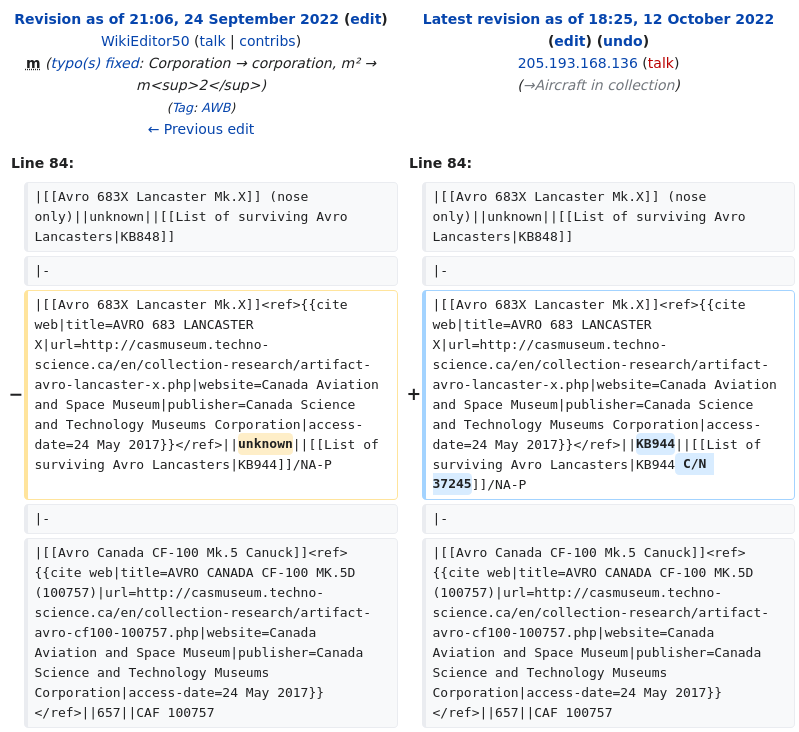 Revision as of 21:06, 24 September 2022 (edit)
WikiEditor50 (talk | contribs)
m (typo(s) fixed: Corporation → corporation, m² →
m<sup>2</sup>)
(Tag: AWB)
← Previous edit
Latest revision as of 18:25, 12 October 2022
(edit) (undo)
205.193.168.136 (talk)
(→Aircraft in collection)
Line 84:
|[[Avro 683X Lancaster Mk.X]] (nose
only)||unknown||[[List of surviving Avro
Lancasters|KB848]]
|-
− |[[Avro 683X Lancaster Mk.X]]<ref>{{cite
web|title=AVRO 683 LANCASTER
X|url=http://casmuseum.techno-
science.ca/en/collection-research/artifact-
avro-lancaster-x.php|website=Canada Aviation
and Space Museum|publisher=Canada Science
and Technology Museums Corporation|access-
date=24 May 2017}}</ref>||unknown||[[List of
surviving Avro Lancasters|KB944]]/NA-P
|-
|[[Avro Canada CF-100 Mk.5 Canuck]]<ref>
{{cite web|title=AVRO CANADA CF-100 MK.5D
(100757)|url=http://casmuseum.techno-
science.ca/en/collection-research/artifact-
avro-cf100-100757.php|website=Canada
Aviation and Space Museum|publisher=Canada
Science and Technology Museums
Corporation|access-date=24 May 2017}}
</ref>||657||CAF 100757
Line 84:
|[[Avro 683X Lancaster Mk.X]] (nose
only)||unknown||[[List of surviving Avro
Lancasters|KB848]]
|-
+ |[[Avro 683X Lancaster Mk.X]]<ref>{{cite
web|title=AVRO 683 LANCASTER
X|url=http://casmuseum.techno-
science.ca/en/collection-research/artifact-
avro-lancaster-x.php|website=Canada Aviation
and Space Museum|publisher=Canada Science
and Technology Museums Corporation|access-
date=24 May 2017}}</ref>||KB944||[[List of
surviving Avro Lancasters|KB944 C/N
37245]]/NA-P
|-
|[[Avro Canada CF-100 Mk.5 Canuck]]<ref>
{{cite web|title=AVRO CANADA CF-100 MK.5D
(100757)|url=http://casmuseum.techno-
science.ca/en/collection-research/artifact-
avro-cf100-100757.php|website=Canada
Aviation and Space Museum|publisher=Canada
Science and Technology Museums
Corporation|access-date=24 May 2017}}
</ref>||657||CAF 100757